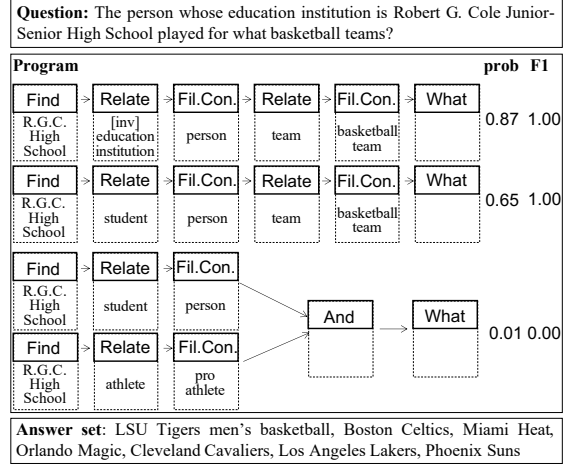 Question: The person whose education institution is Robert G. Cole Junior-
Senior High School played for what basketball teams?
Program prob F1
Find Relate Fil.Con. Relate Fil.Con. What
R.G.C. High School [inv] education institution person team basketball team 0.87 1.00
Find Relate Fil.Con. Relate Fil.Con. What
R.G.C. High School student person team basketball team 0.65 1.00
Find Relate Fil.Con.
R.G.C. High School student person
And What
0.01 0.00
Find Relate Fil.Con.
R.G.C. High School athlete pro athlete
Answer set: LSU Tigers men's basketball, Boston Celtics, Miami Heat,
Orlando Magic, Cleveland Cavaliers, Los Angeles Lakers, Phoenix Suns